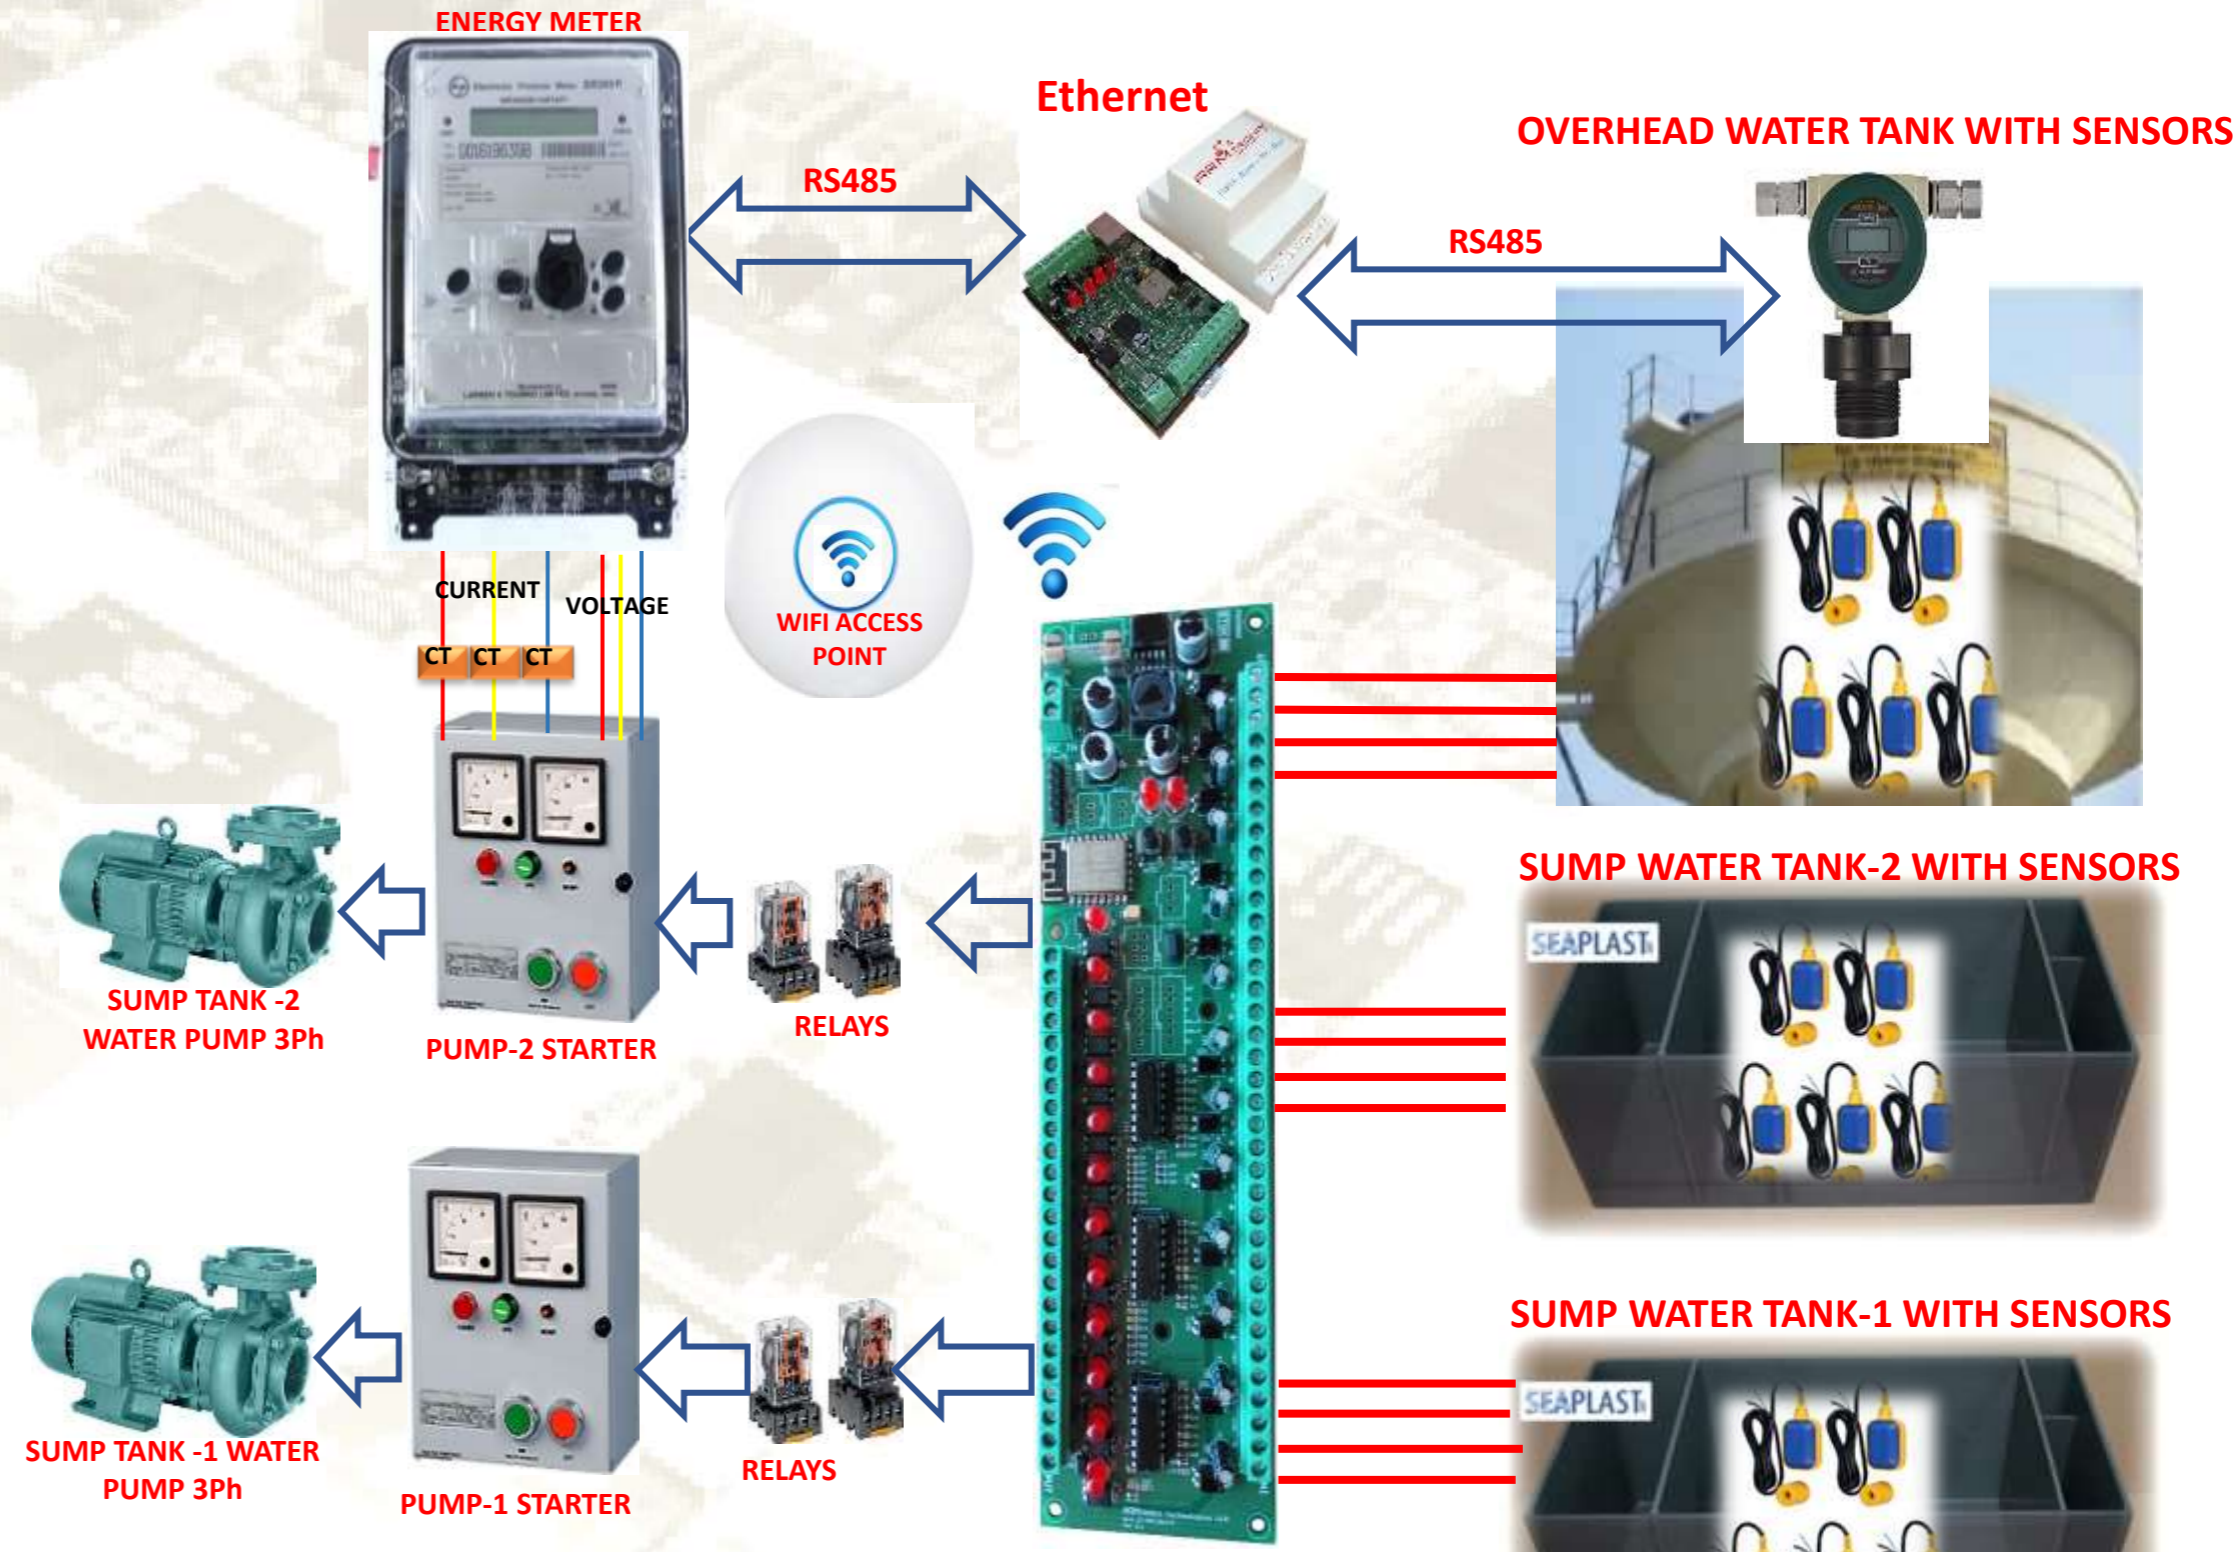 ENERGY METER
Ethernet
OVERHEAD WATER TANK WITH SENSORS
RS485
RS485
CURRENT
VOLTAGE
CT CT CT
WIFI ACCESS
POINT
SUMP WATER TANK-2 WITH SENSORS
SEAPLAST
SUMP TANK -2
WATER PUMP 3Ph
PUMP-2 STARTER
RELAYS
SUMP WATER TANK-1 WITH SENSORS
SEAPLAST
SUMP TANK -1 WATER
PUMP 3Ph
PUMP-1 STARTER
RELAYS